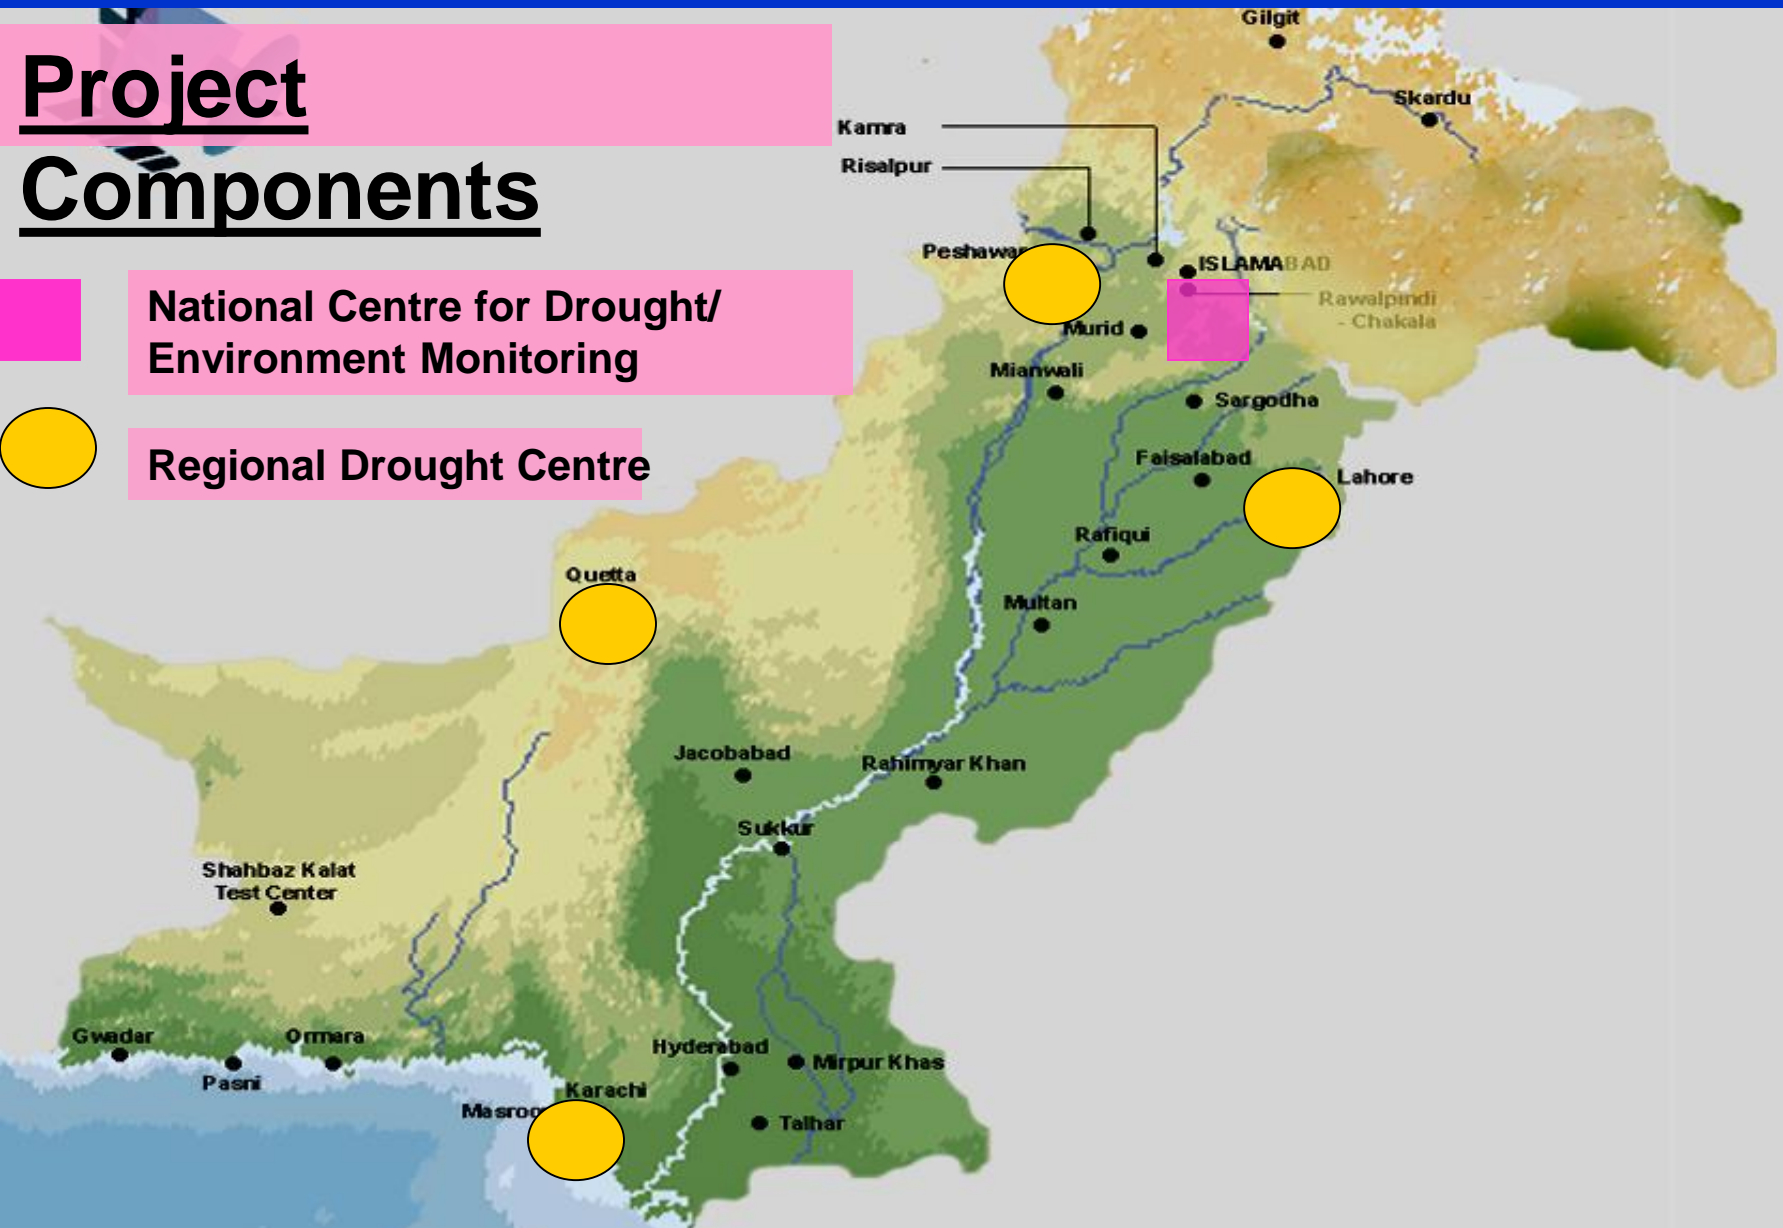 Project
Components
National Centre for Drought/
Environment Monitoring
Regional Drought Centre
Gilgit
Skardu
Kamra
Risalpur
Peshawar
ISLAMABAD
Rawalpindi
- Chakala
Murid
Mianwali
Sargodha
Faisalabad
Lahore
Rafiqui
Quetta
Multan
Jacobabad
Rahimyar Khan
Sukkur
Shahbaz Kalat
Test Center
Gwadar
Ormara
Pasni
Hyderabad
Mirpur Khas
Karachi
Talhar